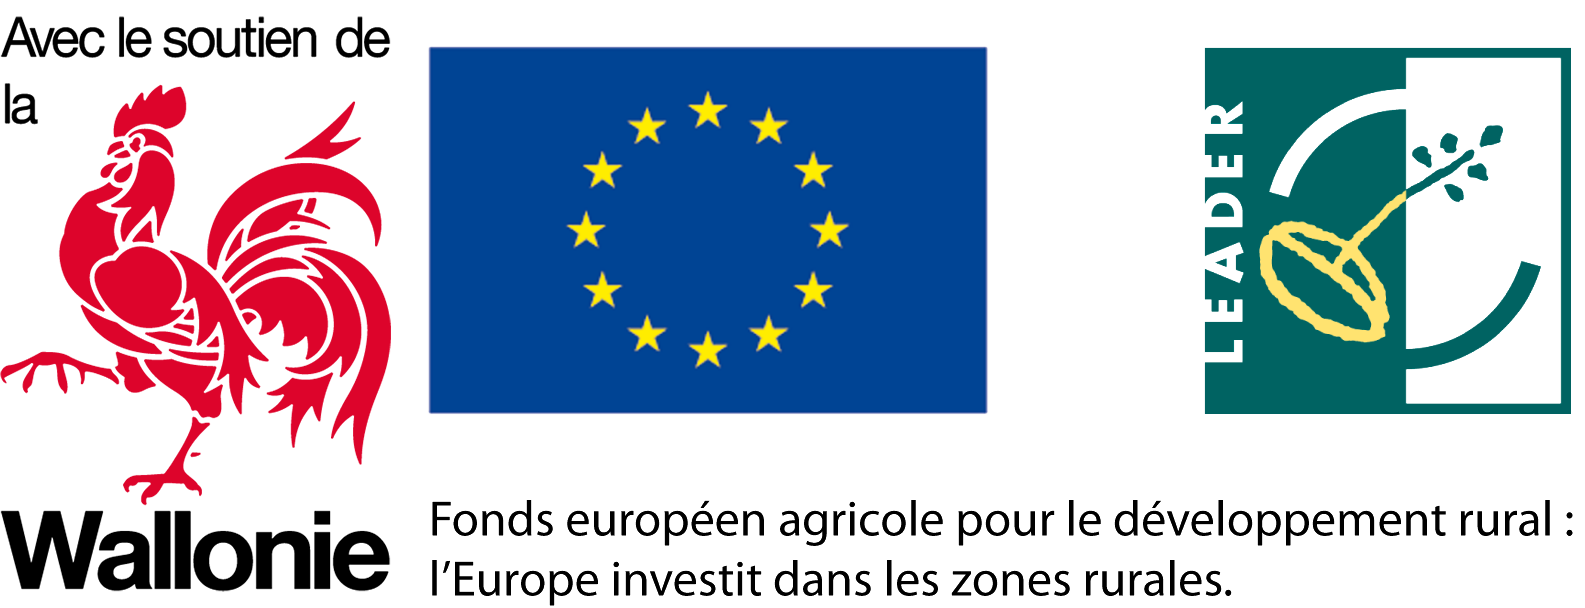 Avec le soutien de
la
Wallonie
LEADER
Fonds européen agricole pour le développement rural :
l’Europe investit dans les zones rurales.